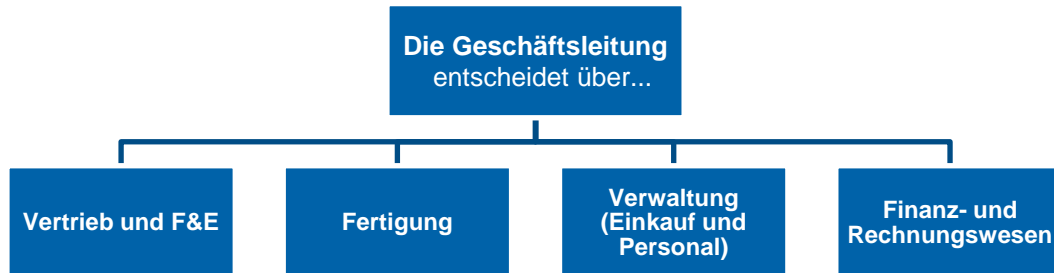 Die Geschäftsleitung
entscheidet über...
Vertrieb und F&E
Fertigung
Verwaltung
(Einkauf und
Personal)
Finanz- und
Rechnungswesen